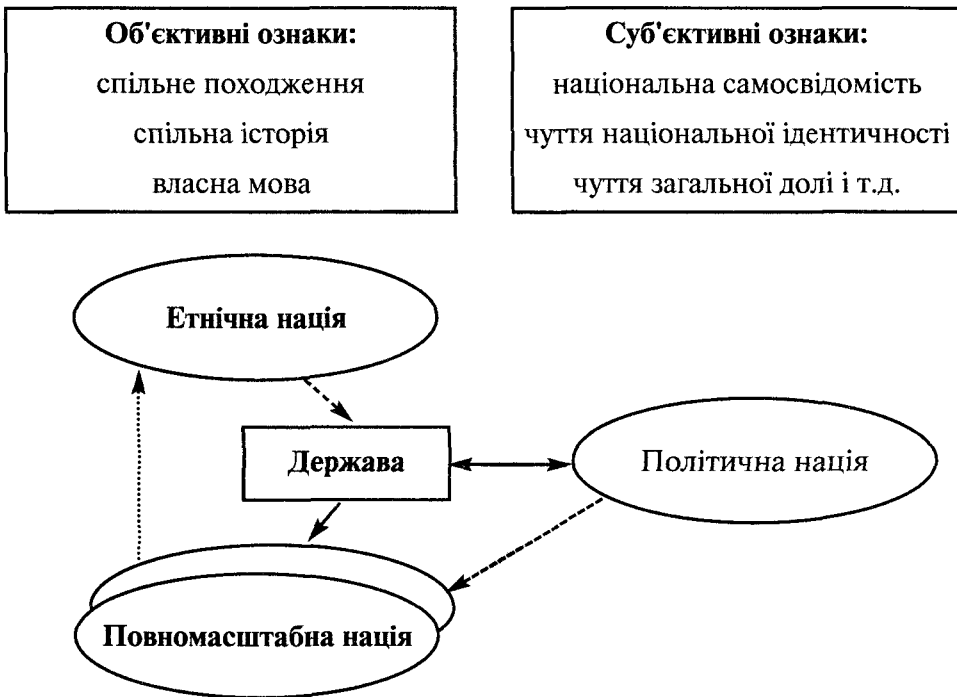 Об'єктивні ознаки:
спільне походження
спільна історія
власна мова
Суб'єктивні ознаки:
національна самосвідомість
чуття національної ідентичності
чуття загальної долі і т.д.
Етнічна нація
Держава
Політична нація
Повномасштабна нація